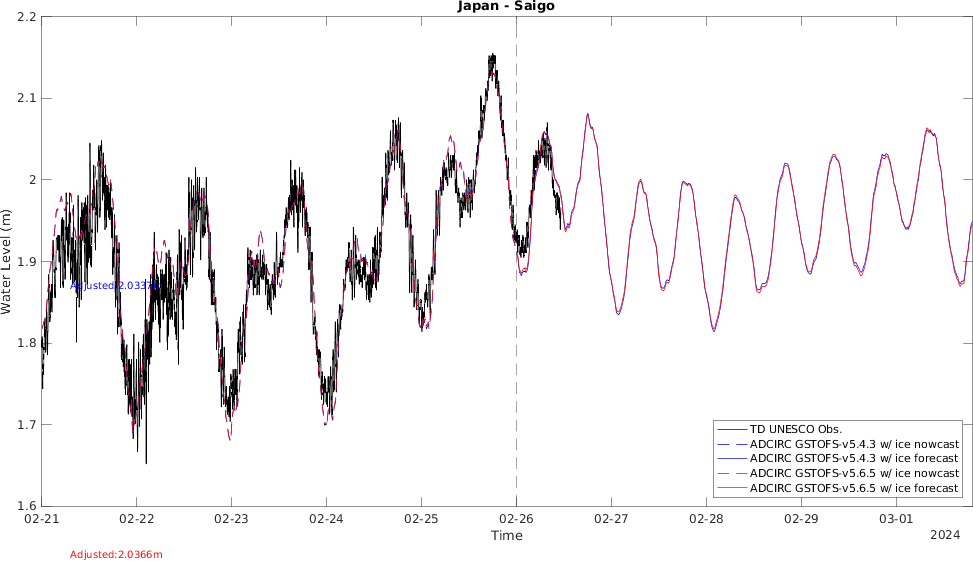 Japan - Saigo
2.2
2.1
2
1.9
1.8
1.7
1.6
Water Level (m)
Adjusted:2.0337m
TD UNESCO Obs.
ADCIRC GSTOFS-v5.4.3 w/ ice nowcast
ADCIRC GSTOFS-v5.4.3 w/ ice forecast
ADCIRC GSTOFS-v5.6.5 w/ ice nowcast
ADCIRC GSTOFS-v5.6.5 w/ ice forecast
02-21 02-22 02-23 02-24 02-25 02-26 02-27 02-28 02-29 03-01
Time
2024
Adjusted:2.0366m